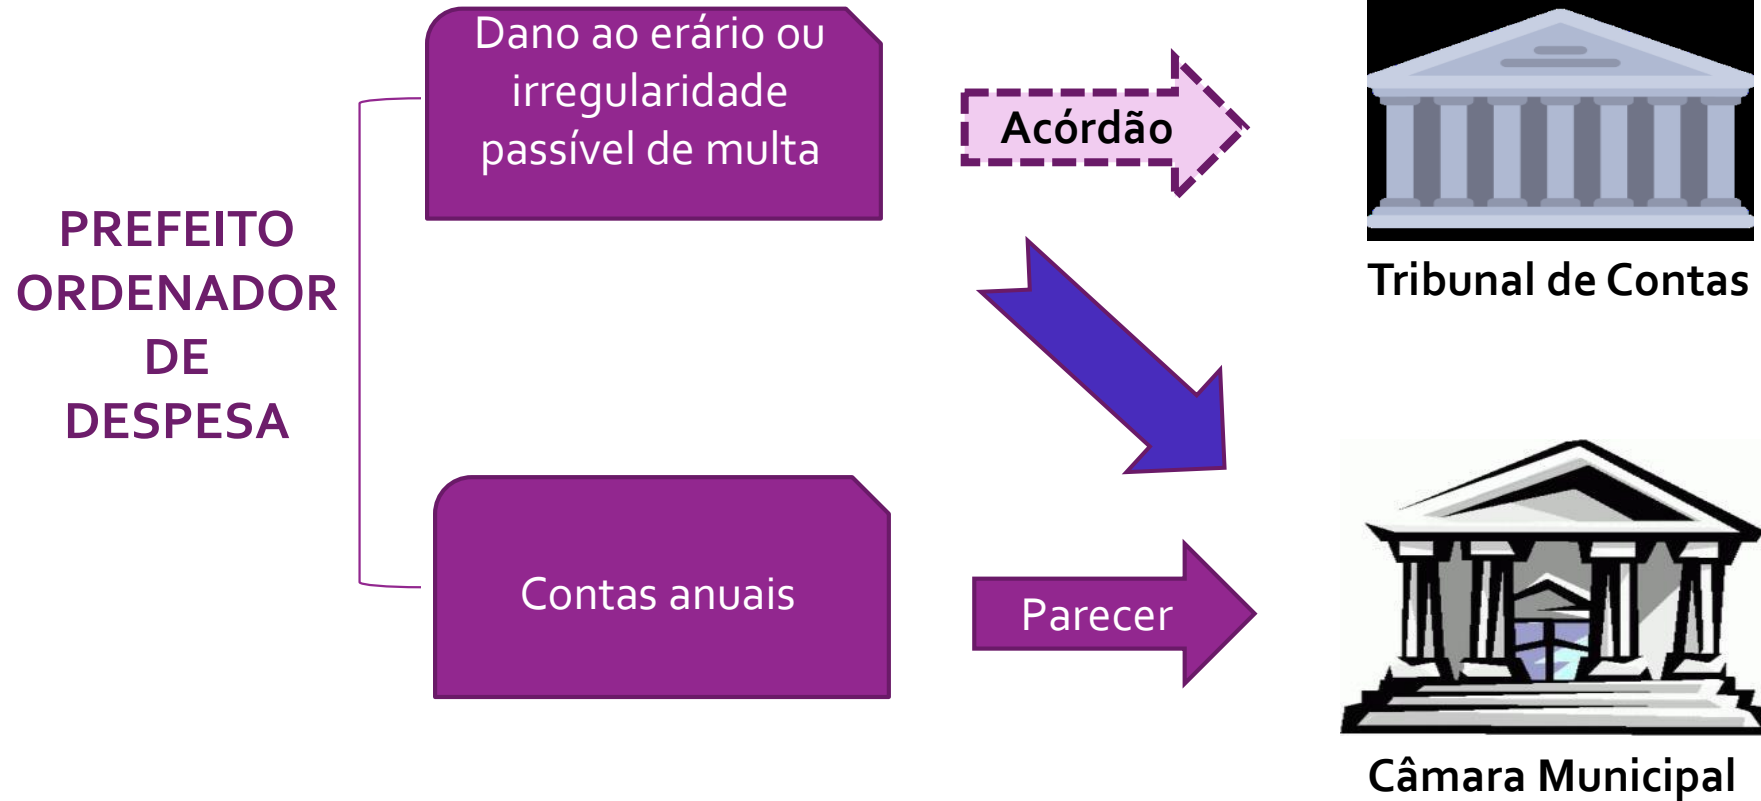 PREFEITO
ORDENADOR
DE
DESPESA
Dano ao erário ou
irregularidade
passível de multa
Acórdão
Tribunal de Contas
Contas anuais
Parecer
Câmara Municipal